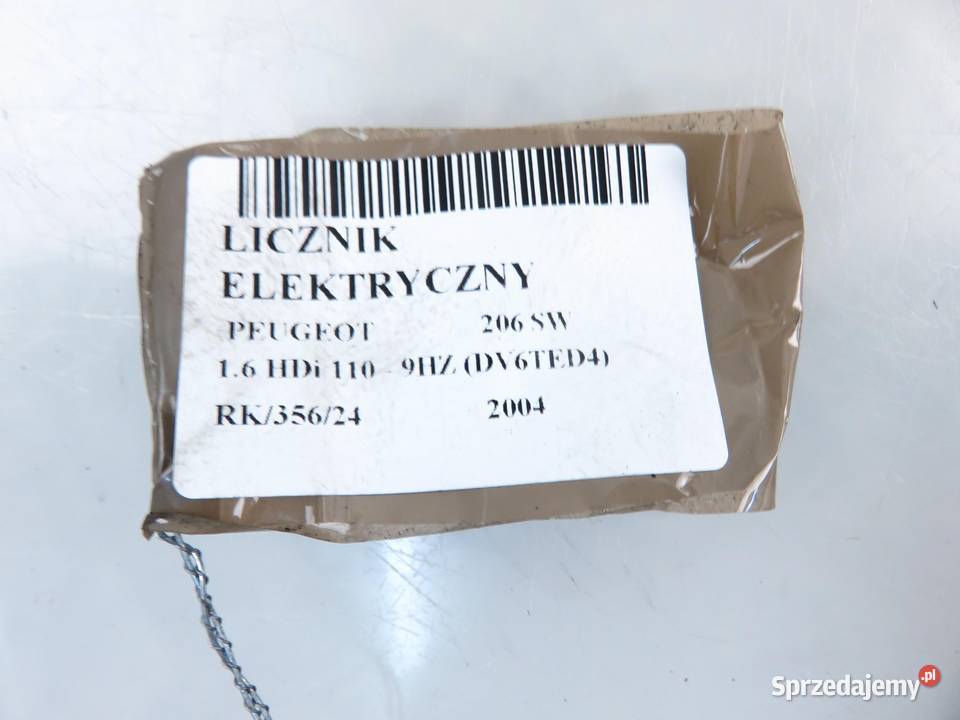 LICZNIK
ELEKTRYCZNY
PEUGEOT 206 SW
1.6 HDi 110 - 9HZ (DV6TED4)
RK/356/24 2004
Sprzedajemy.pl